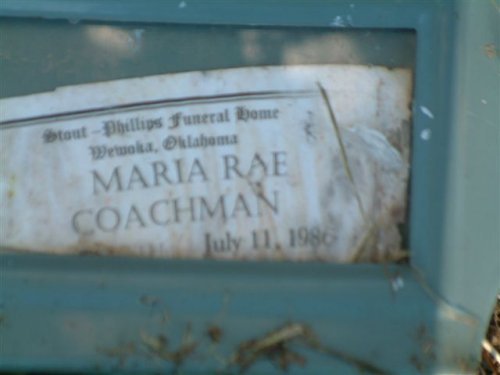 Stout-Phillips Funeral Home
Wewoka, Oklahoma
MARIA RAE
COACHMAN
July 11, 1986